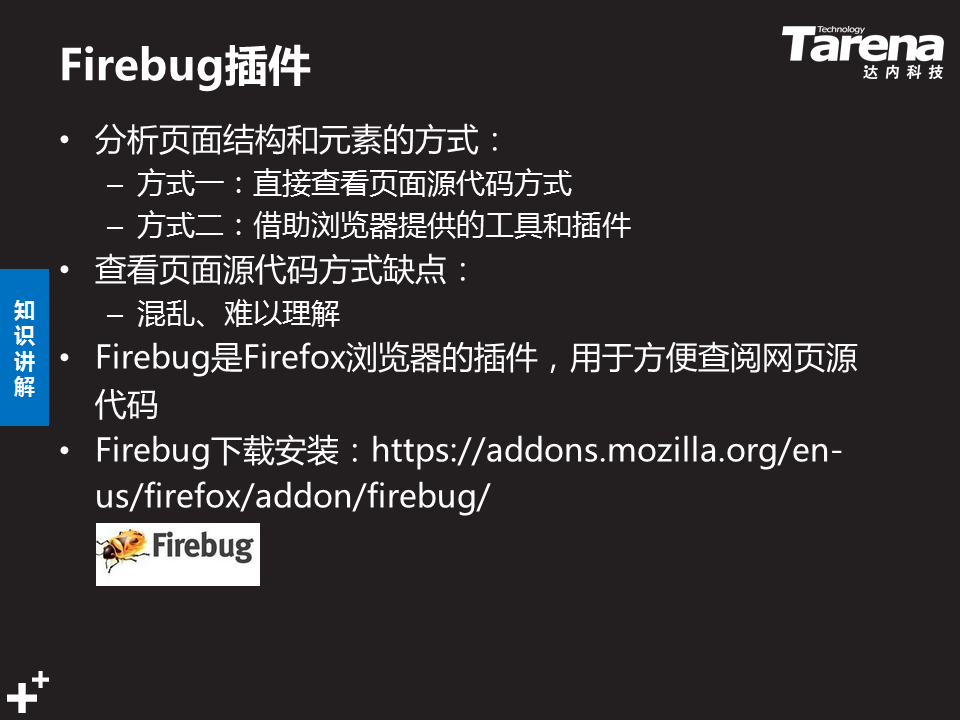 Firebug插件
Technology
Tarena
达内科技
• 分析页面结构和元素的方式：
– 方式一：直接查看页面源代码方式
– 方式二：借助浏览器提供的工具和插件
• 查看页面源代码方式缺点：
– 混乱、难以理解
• Firebug是Firefox浏览器的插件，用于方便查阅网页源
代码
• Firebug下载安装：https://addons.mozilla.org/en-
us/firefox/addon/firebug/
知识讲解
Firebug